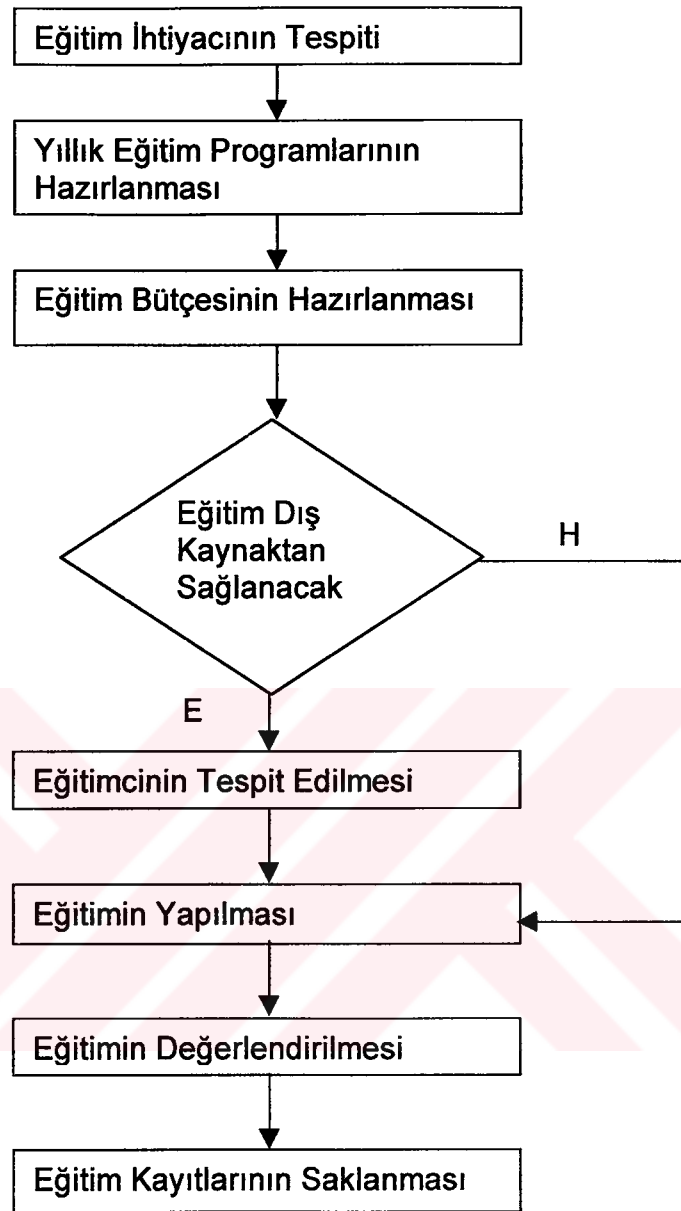 Eğitim İhtiyacının Tespiti
Yıllık Eğitim Programlarının
Hazırlanması
Eğitim Bütçesinin Hazırlanması
Eğitim Dış
Kaynaktan
Sağlanacak
H
E
Eğitimcinin Tespit Edilmesi
Eğitimin Yapılması
Eğitimin Değerlendirilmesi
Eğitim Kayıtlarının Saklanması